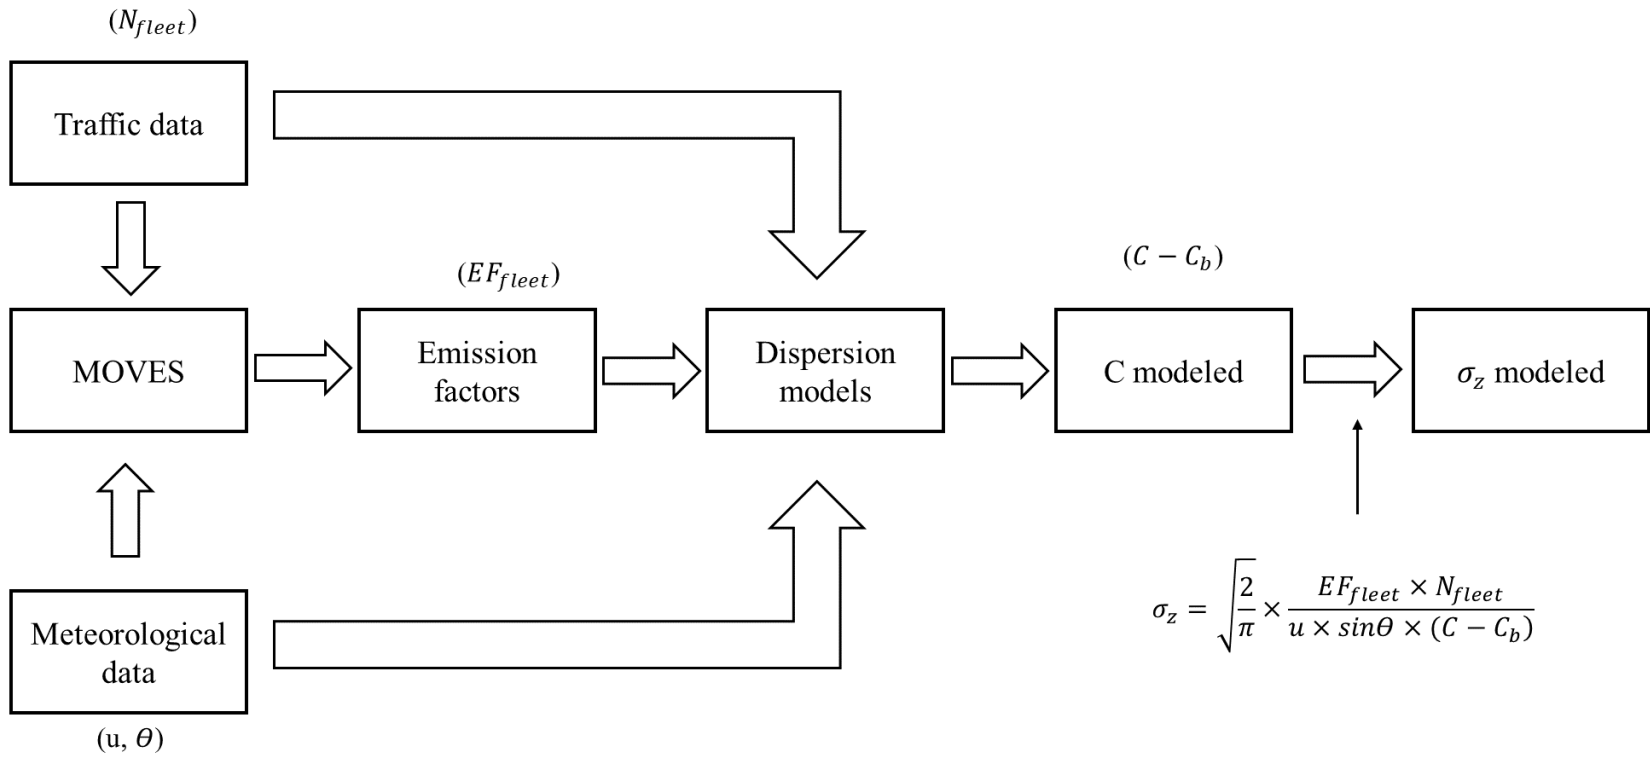 (N_fleet)
Traffic data
(EF_fleet)
(C − C_b)
MOVES
Emission
factors
Dispersion
models
C modeled
σ_z modeled
Meteorological
data
(u, θ)
σ_z = √(2/π) × (EF_fleet × N_fleet)/(u × sinθ × (C − C_b))